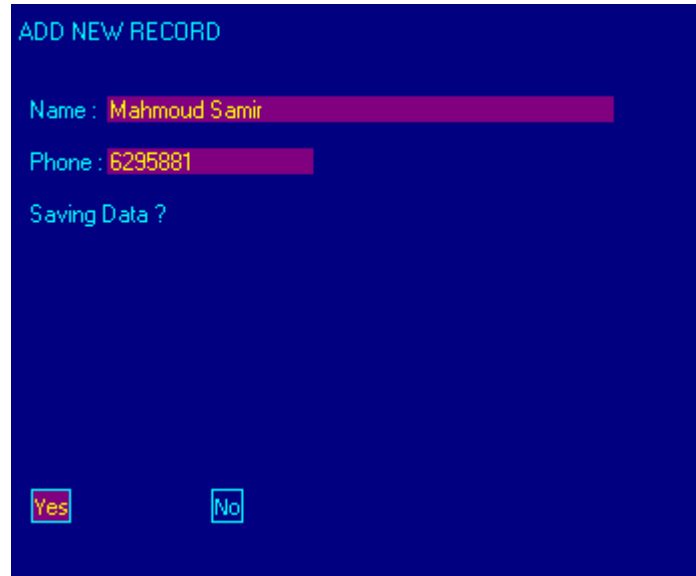 ADD NEW RECORD
Name : Mahmoud Samir
Phone : 6295881
Saving Data ?
Yes No